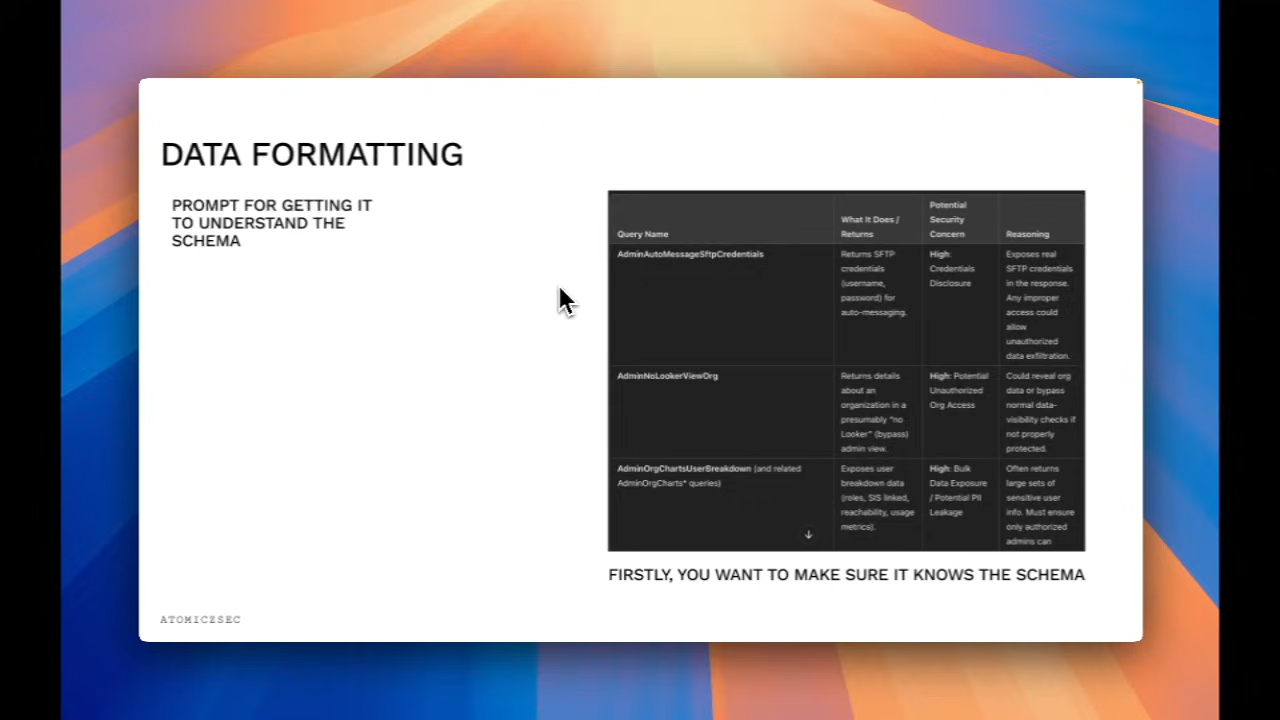 DATA FORMATTING
PROMPT FOR GETTING IT
TO UNDERSTAND THE
SCHEMA
Query Name
What It Does /
Returns
Potential
Security
Concern
Reasoning
AdminAutoMessageSftpCredentials
Returns SFTP
credentials
(username,
password) for
auto-messaging.
High:
Credentials
Disclosure
Exposes real
SFTP credentials
in the response.
Any improper
access could
allow
unauthorized
data exfiltration.
AdminNoLookerViewOrg
Returns details
about an
organization in a
presumably "no
Looker" (bypass)
admin view.
High: Potential
Unauthorized
Org Access
Could reveal org
data or bypass
normal data-
visibility checks if
not properly
protected.
AdminOrgChartsUserBreakdown (and related
AdminOrgCharts* queries)
Exposes user
breakdown data
(roles, SIS linked,
reachability, usage
metrics).
High: Bulk
Data Exposure
/ Potential PII
Leakage
Often returns
large sets of
sensitive user
info. Must ensure
only authorized
admins can
FIRSTLY, YOU WANT TO MAKE SURE IT KNOWS THE SCHEMA
ATOMICZSEC